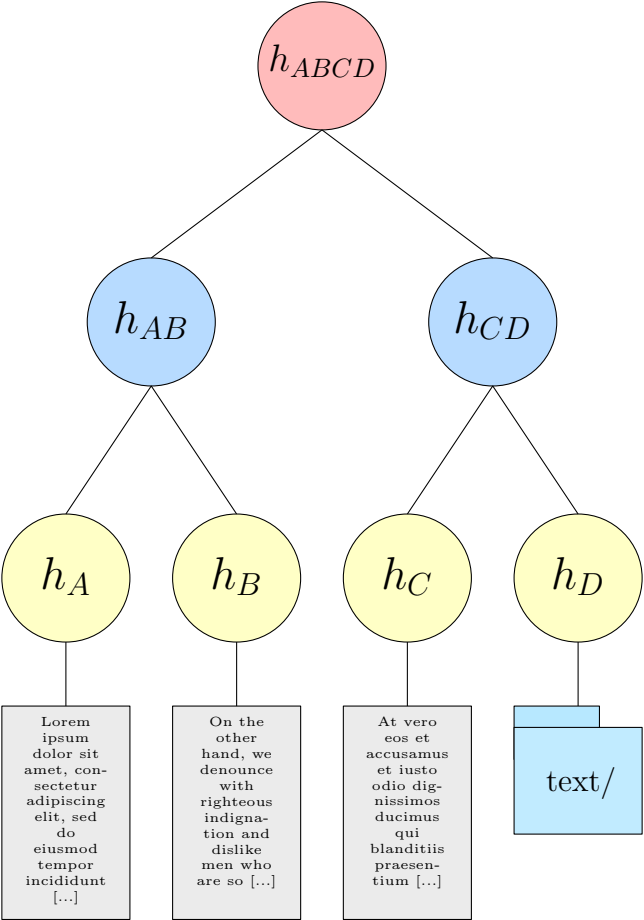 h_ABCD
h_AB
h_CD
h_A
h_B
h_C
h_D
Lorem
ipsum
dolor sit
amet, con-
sectetur
adipiscing
elit, sed
do
eiusmod
tempor
incididunt
[...]
On the
other
hand, we
denounce
with
righteous
indigna-
tion and
dislike
men who
are so [...]
At vero
eos et
accusamus
et iusto
odio dig-
nissimos
ducimus
qui
blanditiis
praesen-
tium [...]
text/